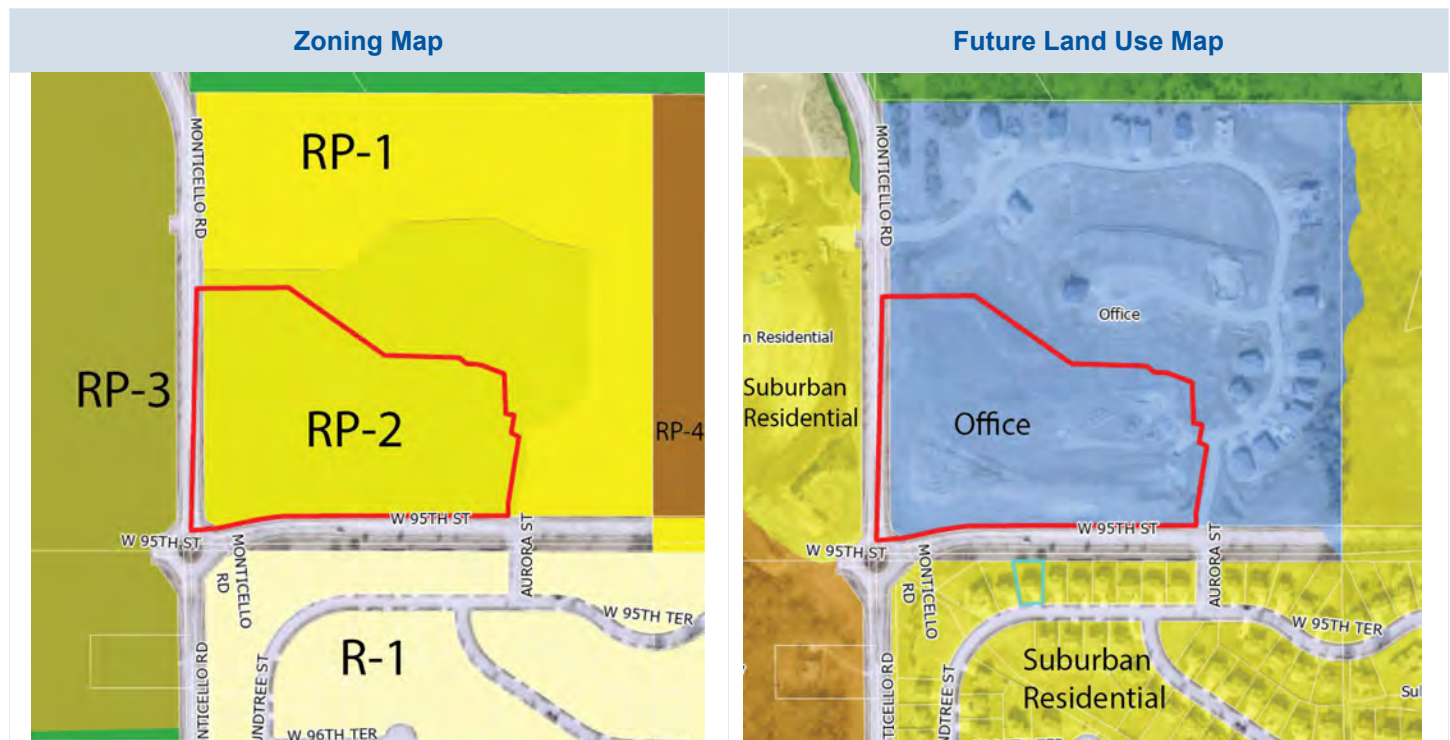 Zoning Map
Future Land Use Map
MONTICELLO RD
RP-1
RP-3
RP-2
RP-4
W 95TH ST
W 95TH ST
MONTICELLO
RD
AURORA ST
W 95TH TER
R-1
NTICELLO RD
UNDTREE ST
W 96TH TER
MONTICELLO RD
Office
n Residential
Suburban
Residential
Office
W 95TH ST
W 95TH ST
MONTICELLO
RD
AURORA ST
W 95TH TER
Suburban
Residential
Sul
TICELLO RD
NDTREE ST